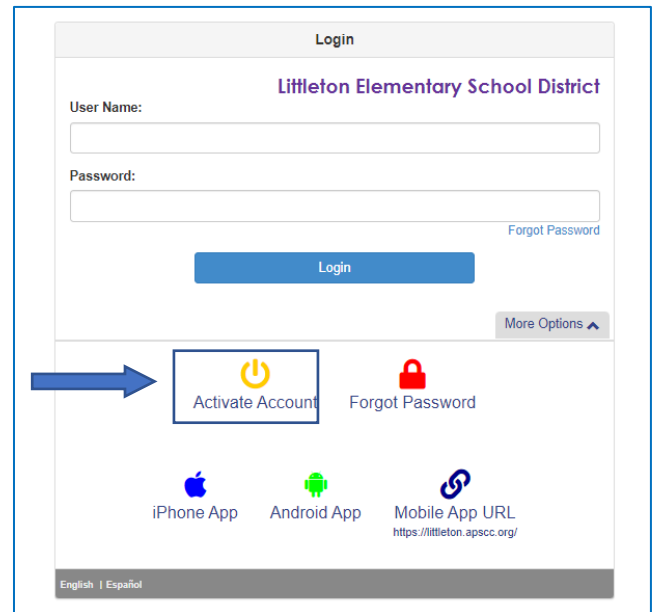 Login
Littleton Elementary School District
User Name:
Password:
Forgot Password
Login
More Options
Activate Account
Forgot Password
iPhone App
Android App
Mobile App URL
https://littleton.apscc.org/
English | Español